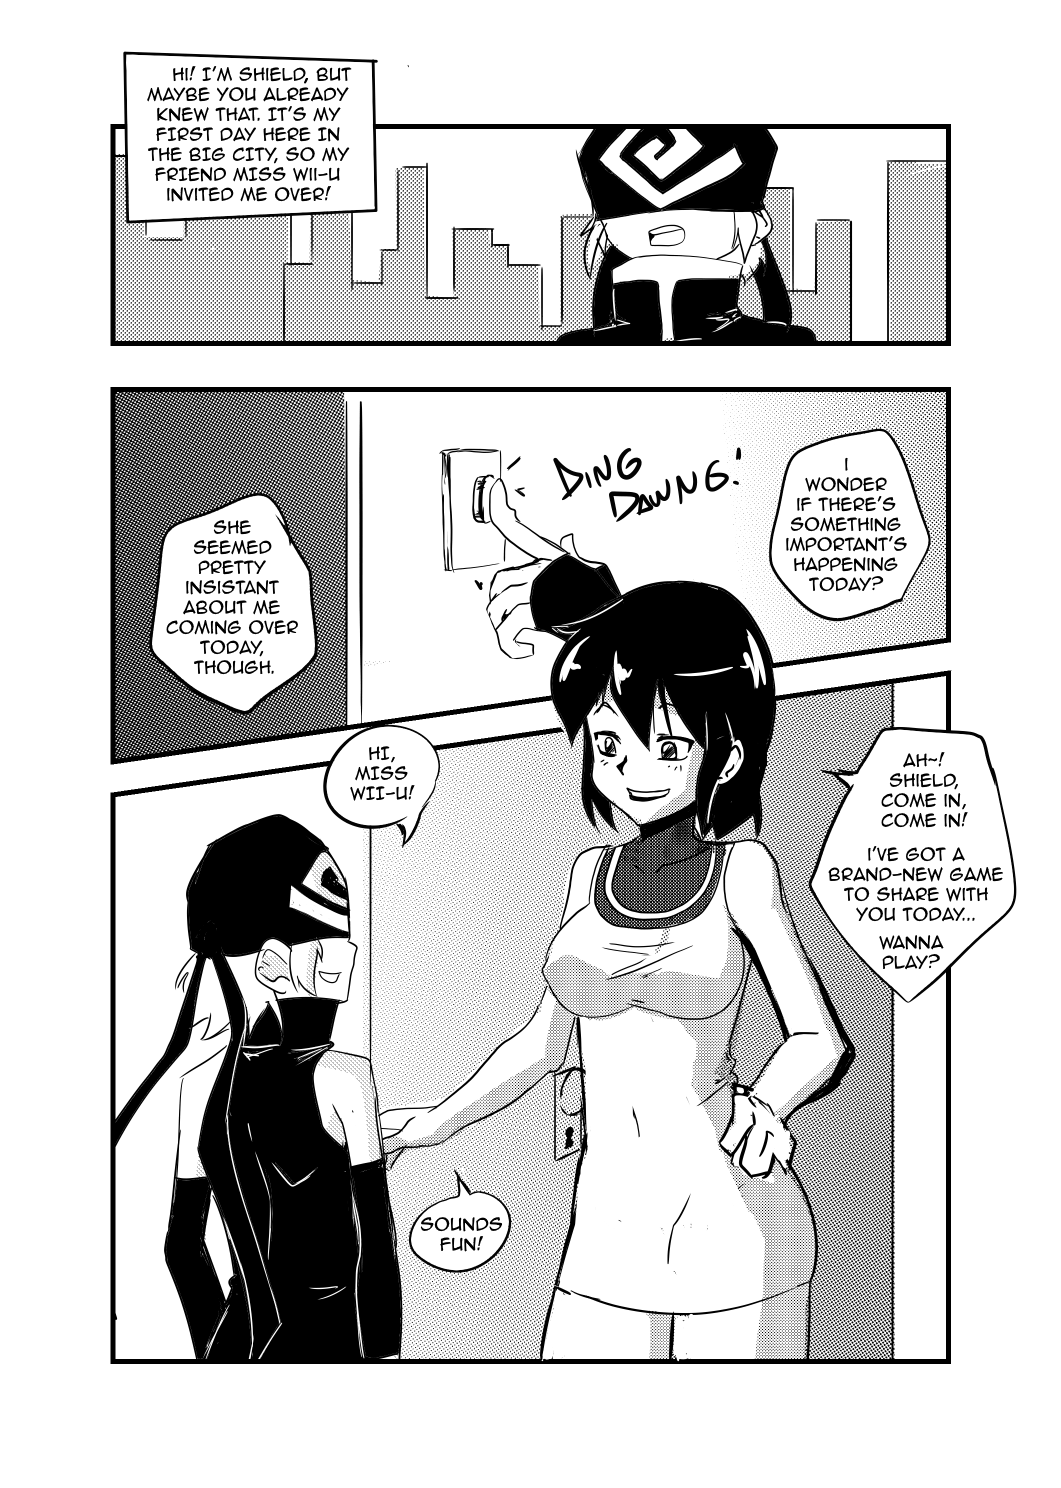 HI! I'M SHIELD, BUT
MAYBE YOU ALREADY
KNEW THAT. IT'S MY
FIRST DAY HERE IN
THE BIG CITY, SO MY
FRIEND MISS WII-U
INVITED ME OVER!
SHE
SEEMED
PRETTY
INSISTANT
ABOUT ME
COMING OVER
TODAY,
THOUGH.
DING
DAWNG!
I
WONDER
IF THERE'S
SOMETHING
IMPORTANT'S
HAPPENING
TODAY?
HI,
MISS
WII-U!
AH~!
SHIELD,
COME IN,
COME IN!
I'VE GOT A
BRAND-NEW GAME
TO SHARE WITH
YOU TODAY...
WANNA
PLAY?
SOUNDS
FUN!